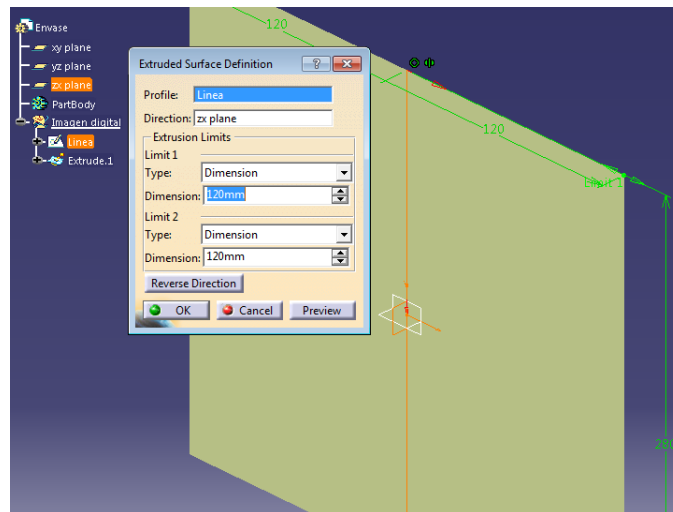 Envase
xy plane
yz plane
zx plane
PartBody
Imagen digital
Linea
Extrude.1
Extruded Surface Definition
?
Profile: Linea
Direction: zx plane
Extrusion Limits
Limit 1
Type: Dimension
Dimension: 120mm
Limit 2
Type: Dimension
Dimension: 120mm
Reverse Direction
OK Cancel Preview
120
120
Limit 1
280